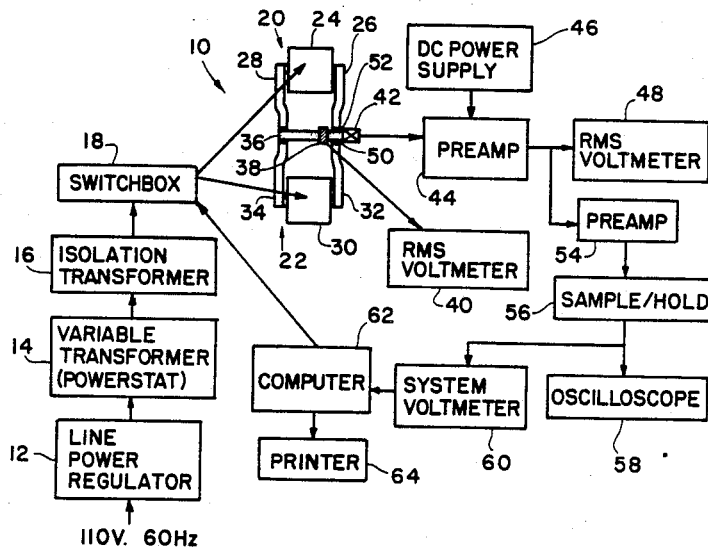 20
24
26
46
10
28
DC POWER
SUPPLY
52
42
48
18
36
38
50
PREAMP
RMS
VOLTMETER
SWITCHBOX
44
34
32
PREAMP
16
ISOLATION
TRANSFORMER
22
30
RMS
VOLTMETER
54
40
56
SAMPLE/HOLD
14
VARIABLE
TRANSFORMER
(POWERSTAT)
62
COMPUTER
SYSTEM
VOLTMETER
OSCILLOSCOPE
12
LINE
POWER
REGULATOR
PRINTER
64
60
58
110V. 60Hz